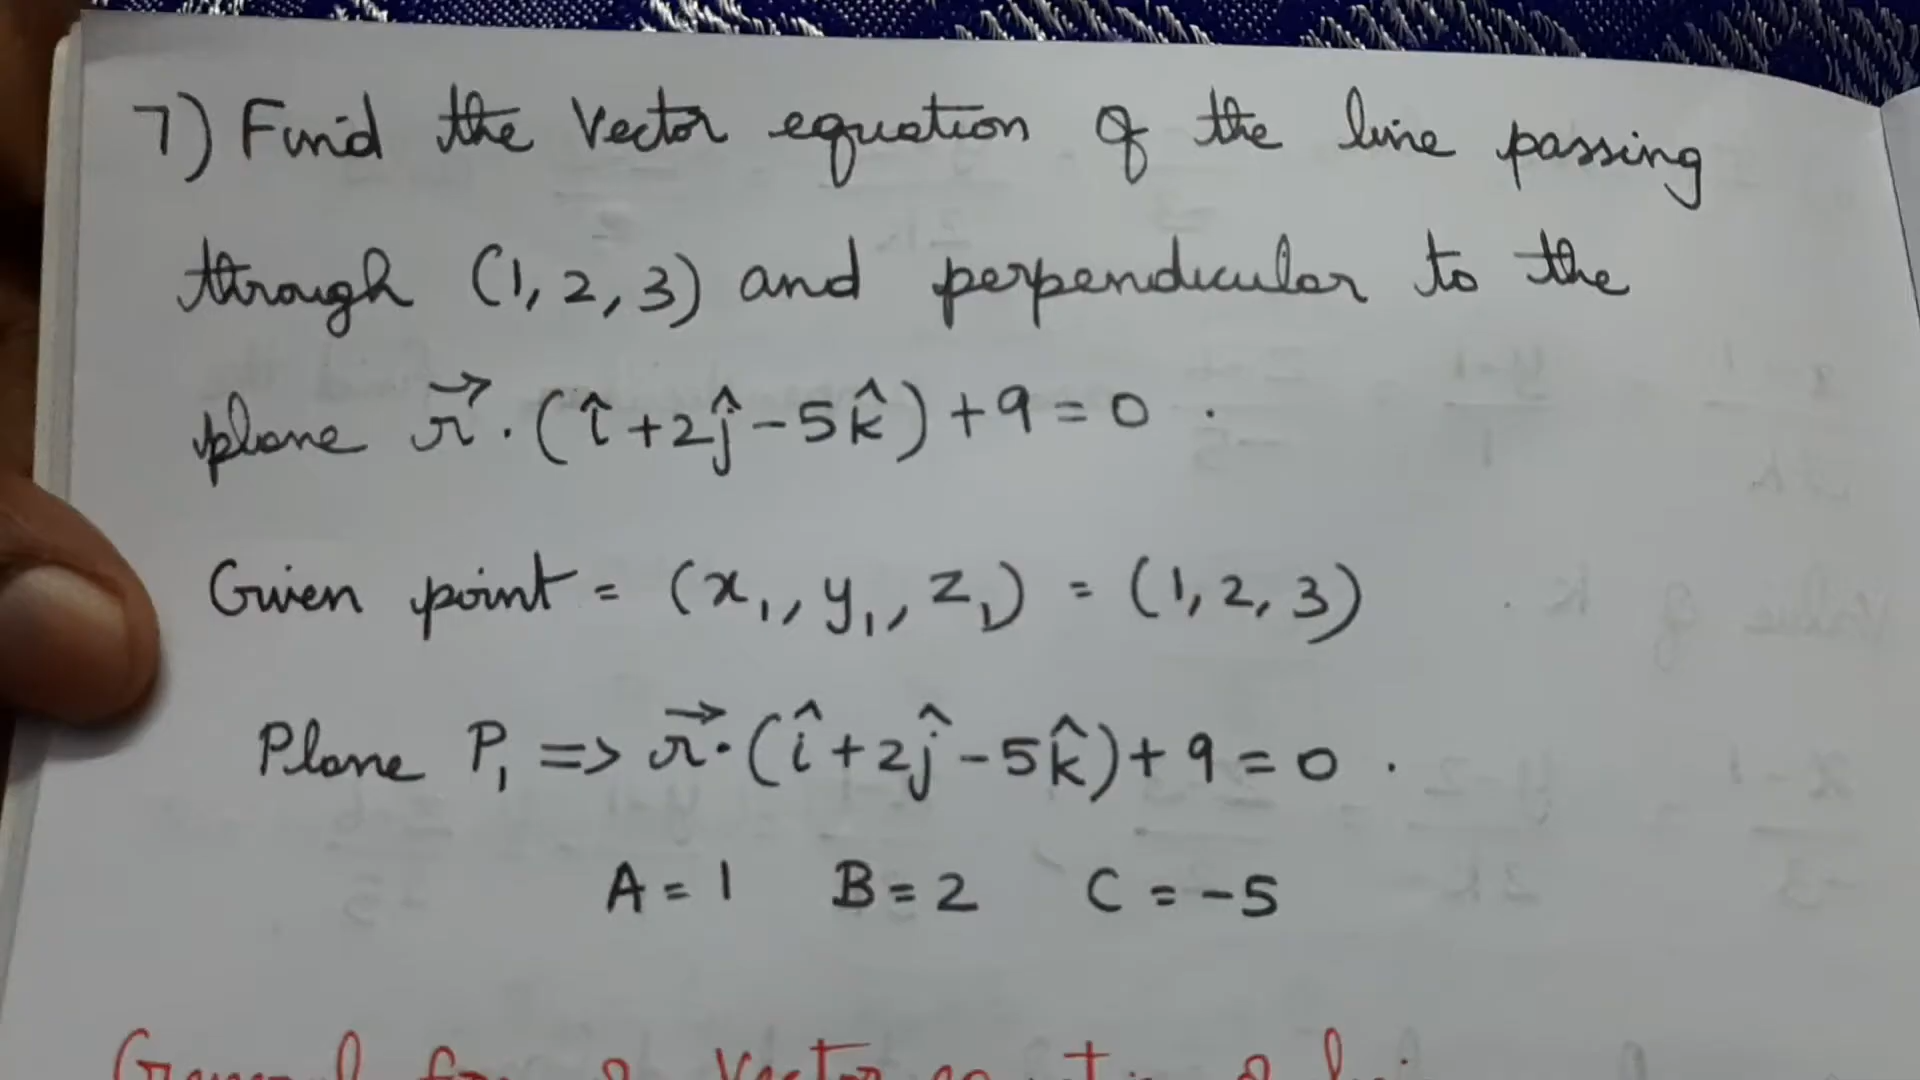 7) Find the Vector equation of the line passing
through (1, 2, 3) and perpendicular to the
plane r⃗ · (î + 2ĵ - 5k̂) + 9 = 0 .
Given point = (x₁, y₁, z₁) = (1, 2, 3)
Plane P₁ => r⃗ · (î + 2ĵ - 5k̂) + 9 = 0 .
A = 1 B = 2 C = -5
Vector